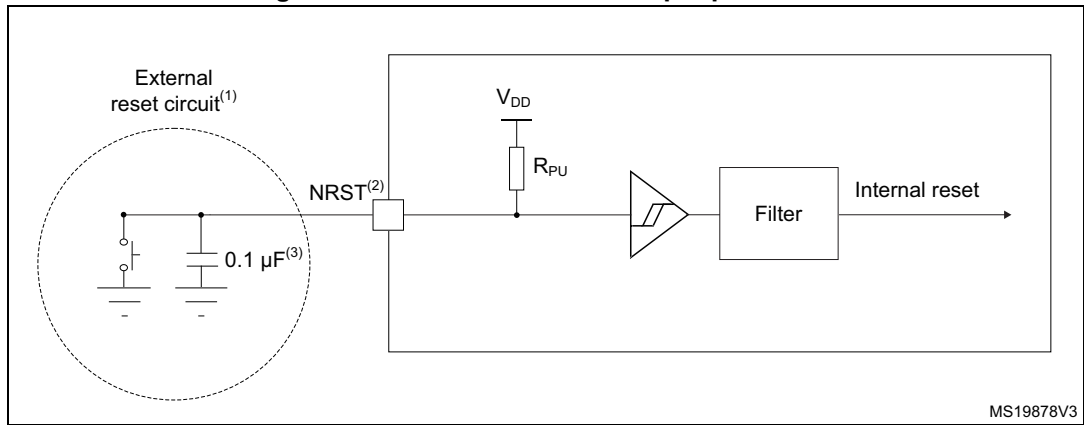 External
reset circuit(1)
VDD
RPU
NRST(2)
Filter
Internal reset
0.1 µF(3)
MS19878V3